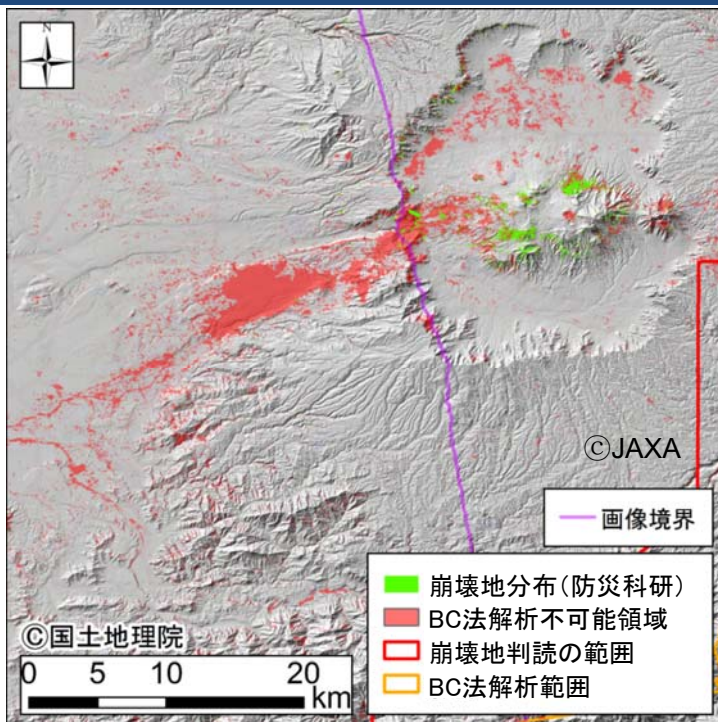 N
©JAXA
画像境界
崩壊地分布(防災科研)
BC法解析不可能領域
崩壊地判読の範囲
BC法解析範囲
©国土地理院
0 5 10 20
km